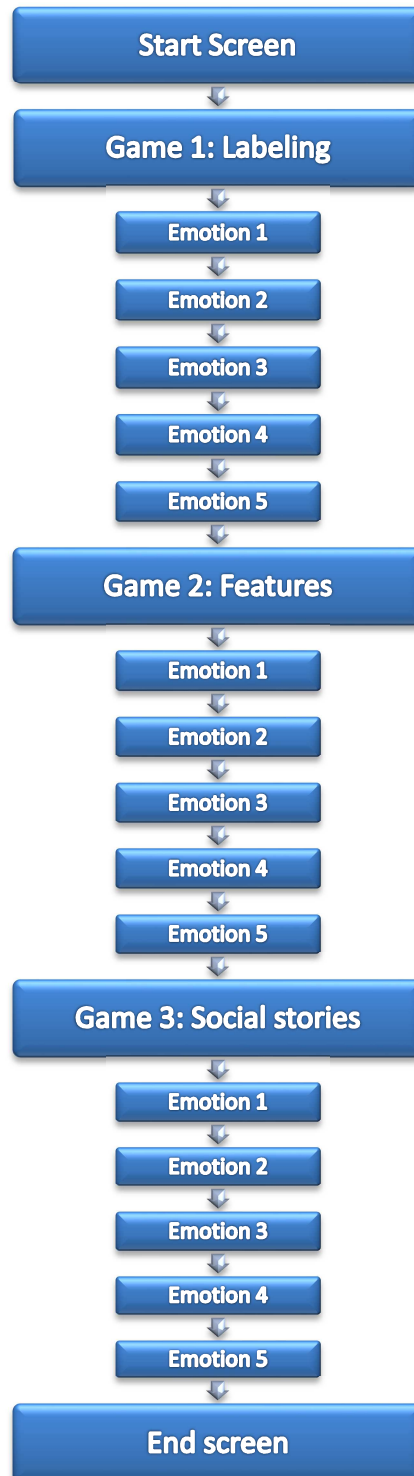 Start Screen
Game 1: Labeling
Emotion 1
Emotion 2
Emotion 3
Emotion 4
Emotion 5
Game 2: Features
Emotion 1
Emotion 2
Emotion 3
Emotion 4
Emotion 5
Game 3: Social stories
Emotion 1
Emotion 2
Emotion 3
Emotion 4
Emotion 5
End screen